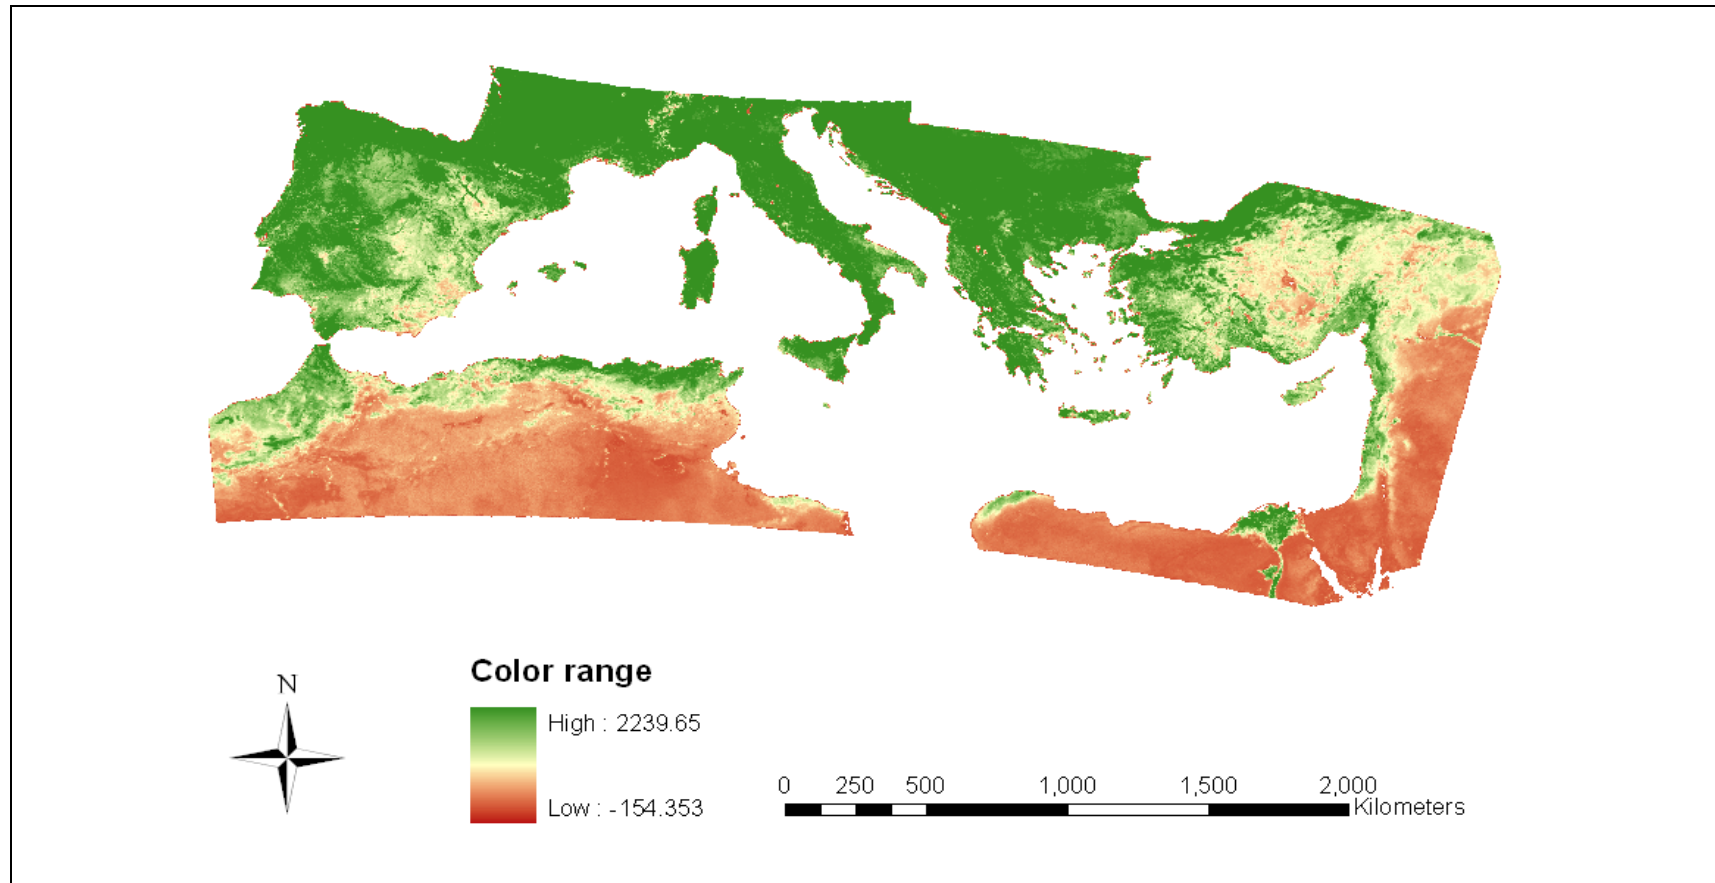 N
Color range
High : 2239.65
Low : -154.353
0 250 500 1,000 1,500 2,000
Kilometers